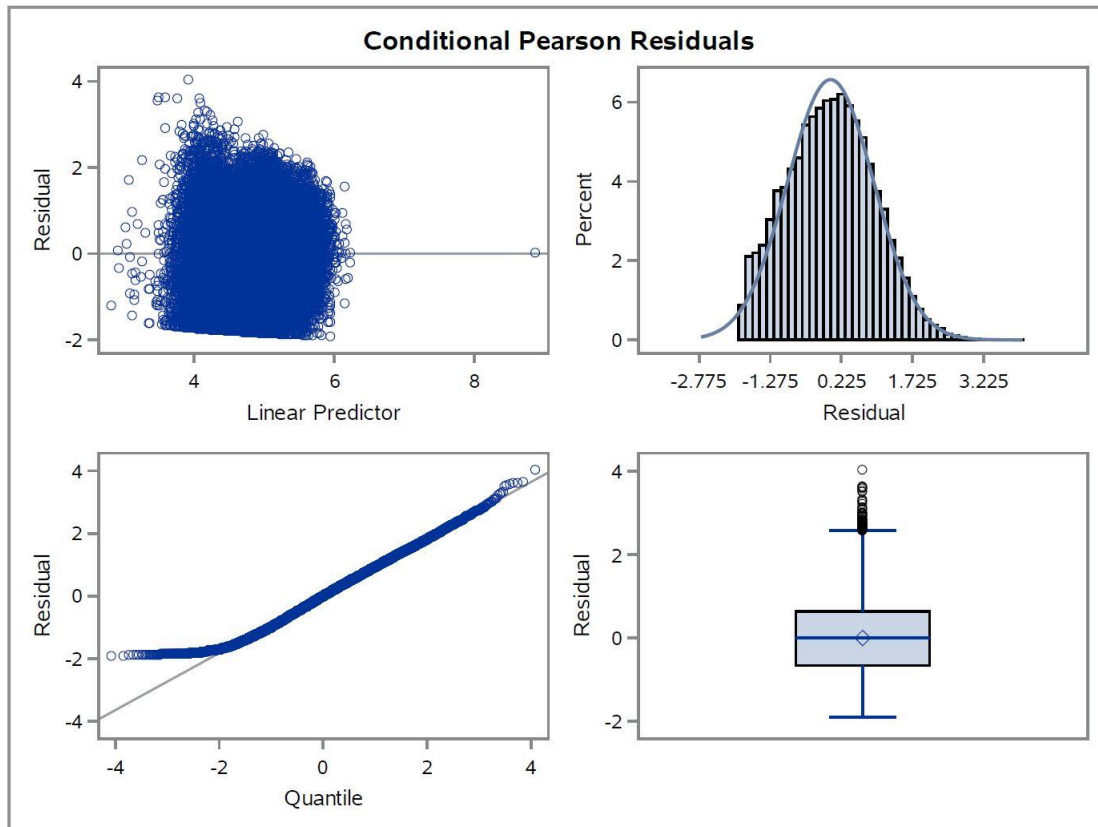 Conditional Pearson Residuals
4
2
0
-2
Residual
4 6 8
Linear Predictor
6
4
2
0
Percent
-2.775 -1.275 0.225 1.725 3.225
Residual
4
2
0
-2
-4
Residual
-4 -2 0 2 4
Quantile
4
2
0
-2
Residual